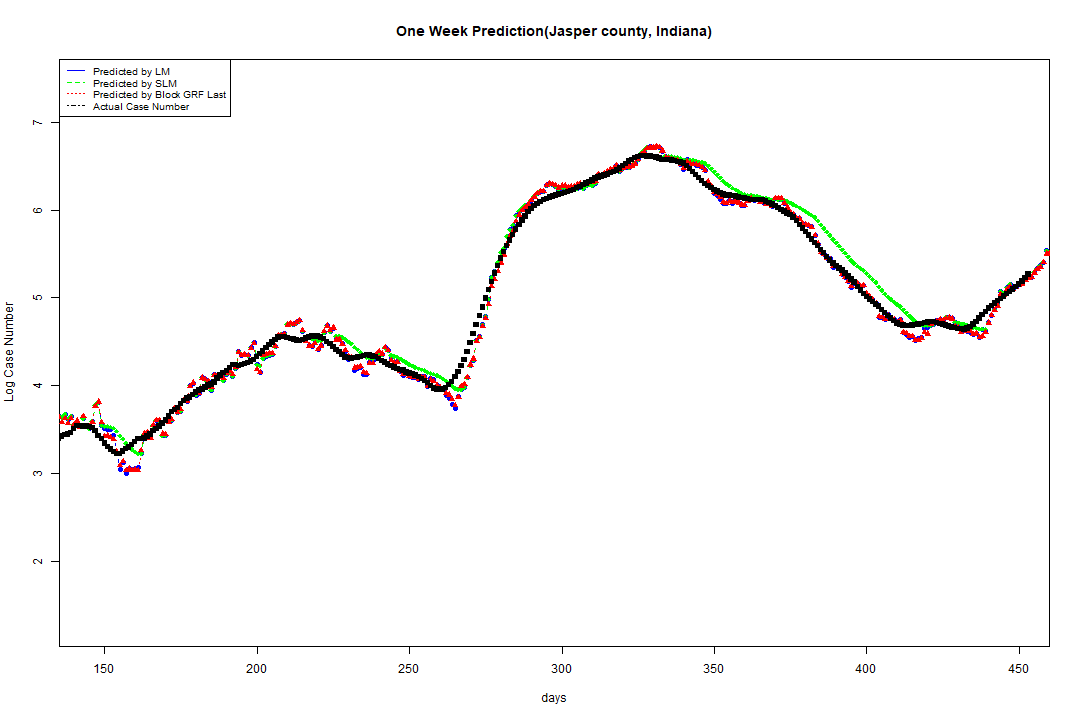 One Week Prediction(Jasper county, Indiana)
Predicted by LM
Predicted by SLM
Predicted by Block GRF Last
Actual Case Number
7
6
5
4
3
2
Log Case Number
150 200 250 300 350 400 450
days